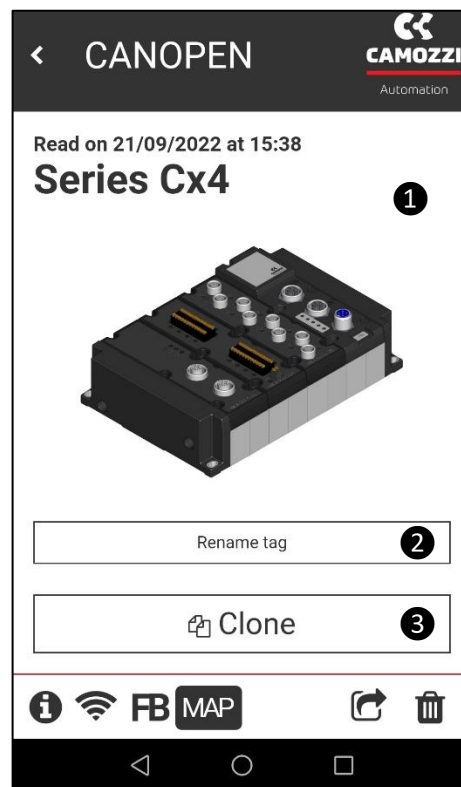 CANOPEN
CAMOZZI
Automation
Read on 21/09/2022 at 15:38
Series Cx4
1
Rename tag
2
Clone
3
FB
MAP